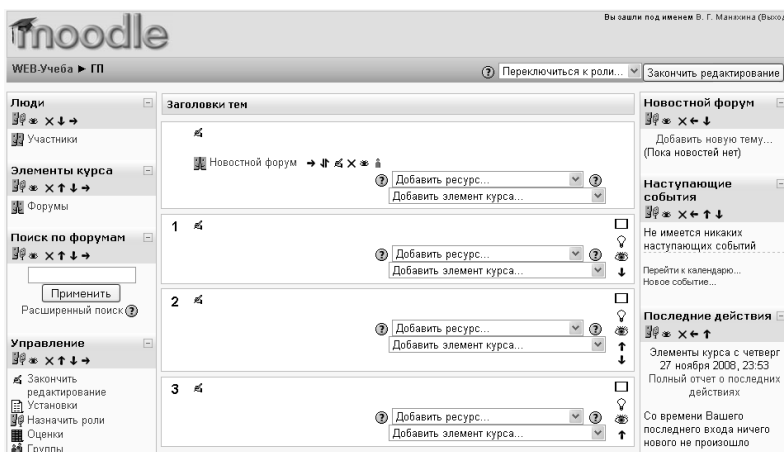 moodle
Вы зашли под именем В. Г. Маняхина (Выход
WEB-Учеба ► ГП
Переключиться к роли...
Закончить редактирование
Люди
Участники
Элементы курса
Форумы
Поиск по форумам
Применить
Расширенный поиск
Управление
Закончить
редактирование
Установки
Назначить роли
Оценки
Группы
Заголовки тем
Новостной форум
Добавить ресурс...
Добавить элемент курса...
1
Добавить ресурс...
Добавить элемент курса...
2
Добавить ресурс...
Добавить элемент курса...
3
Добавить ресурс...
Добавить элемент курса...
Новостной форум
Добавить новую тему...
(Пока новостей нет)
Наступающие
события
Не имеется никаких
наступающих событий
Перейти к календарю...
Новое событие...
Последние действия
Элементы курса с четверг
27 ноября 2008, 23:53
Полный отчет о последних
действиях
Со времени Вашего
последнего входа ничего
нового не произошло